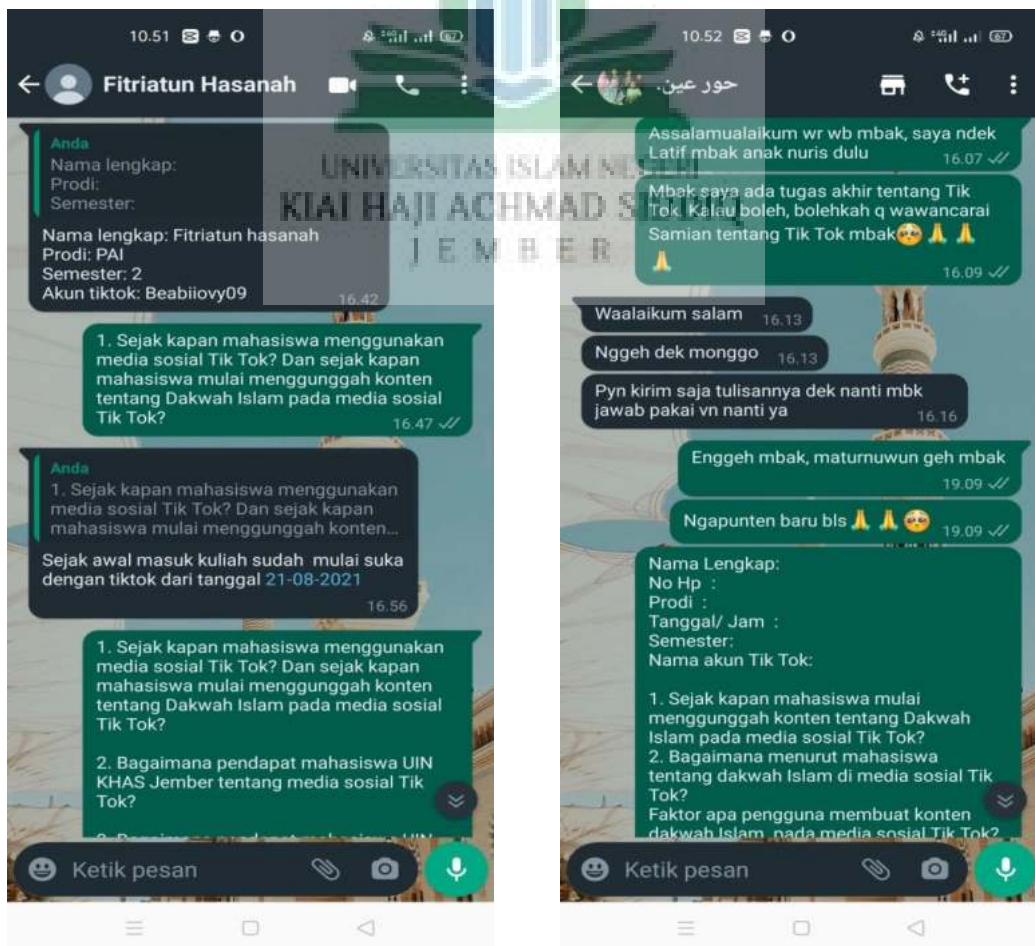 10.51
67
Fitriatun Hasanah
Anda
Nama lengkap:
Prodi:
Semester:
Nama lengkap: Fitriatun hasanah
Prodi: PAI
Semester: 2
Akun tiktok: Beabiiovy09
16.42
1. Sejak kapan mahasiswa menggunakan
media sosial Tik Tok? Dan sejak kapan
mahasiswa mulai menggunggah konten
tentang Dakwah Islam pada media sosial
Tik Tok?
16.47
Anda
1. Sejak kapan mahasiswa menggunakan
media sosial Tik Tok? Dan sejak kapan
mahasiswa mulai menggunggah konten...
Sejak awal masuk kuliah sudah mulai suka
dengan tiktok dari tanggal 21-08-2021
16.56
1. Sejak kapan mahasiswa menggunakan
media sosial Tik Tok? Dan sejak kapan
mahasiswa mulai menggunggah konten
tentang Dakwah Islam pada media sosial
Tik Tok?
2. Bagaimana pendapat mahasiswa UIN
KHAS Jember tentang media sosial Tik
Tok?
Ketik pesan
UNIVERSITAS ISLAM NEGERI
KIAI HAJI ACHMAD SIDDIQ
JEMBER
10.52
67
حور عين.
Assalamualaikum wr wb mbak, saya ndek
Latif mbak anak nuris dulu
16.07
Mbak saya ada tugas akhir tentang Tik
Tok. Kalau boleh, bolehkah q wawancarai
Samian tentang Tik Tok mbak🥺🙏🙏
🙏
16.09
Waalaikum salam
16.13
Nggeh dek monggo
16.13
Pyn kirim saja tulisannya dek nanti mbk
jawab pakai vn nanti ya
16.16
Enggeh mbak, maturnuwun geh mbak
19.09
Ngapunten baru bls🙏🙏🥺
19.09
Nama Lengkap:
No Hp :
Prodi :
Tanggal/ Jam :
Semester:
Nama akun Tik Tok:
1. Sejak kapan mahasiswa mulai
menggunggah konten tentang Dakwah
Islam pada media sosial Tik Tok?
2. Bagaimana menurut mahasiswa
tentang dakwah Islam di media sosial Tik
Tok?
Faktor apa pengguna membuat konten
dakwah Islam pada media sosial Tik Tok?
Ketik pesan